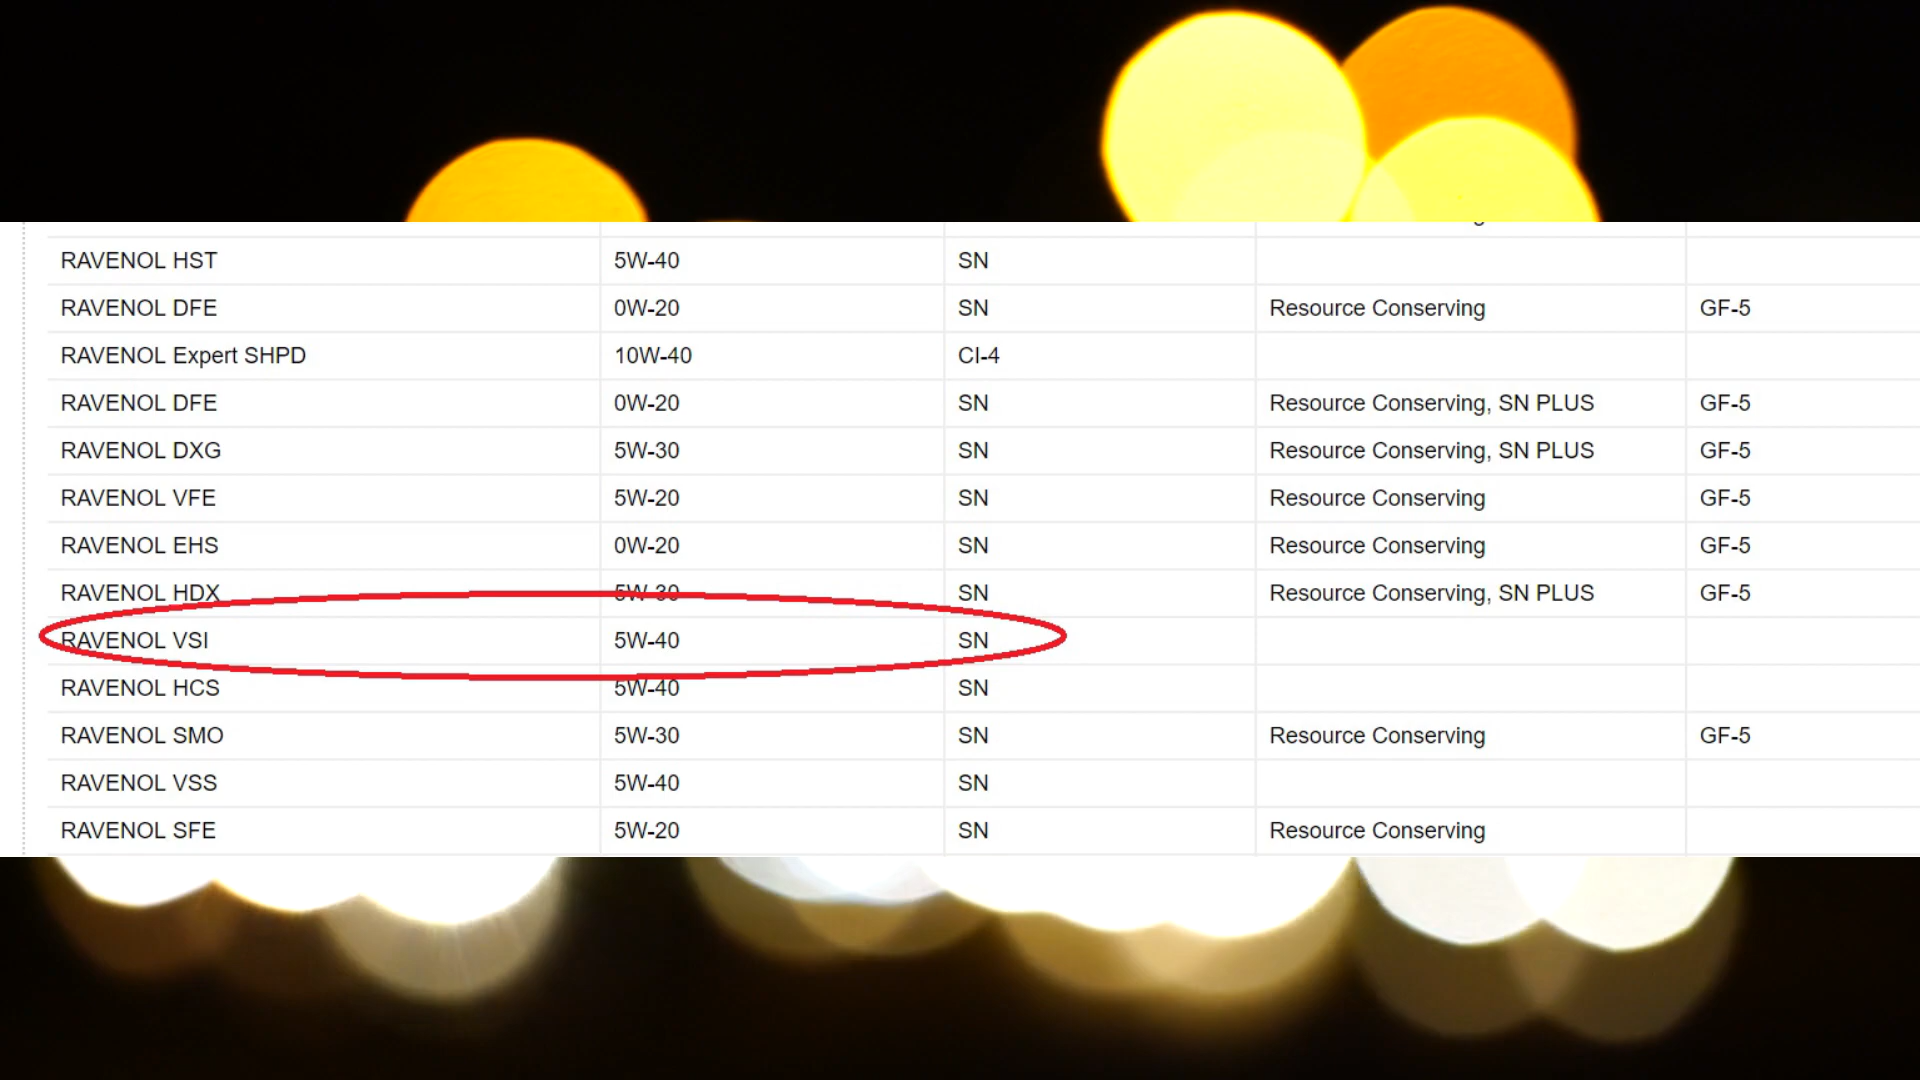 RAVENOL HST 5W-40 SN
RAVENOL DFE 0W-20 SN Resource Conserving GF-5
RAVENOL Expert SHPD 10W-40 CI-4
RAVENOL DFE 0W-20 SN Resource Conserving, SN PLUS GF-5
RAVENOL DXG 5W-30 SN Resource Conserving, SN PLUS GF-5
RAVENOL VFE 5W-20 SN Resource Conserving GF-5
RAVENOL EHS 0W-20 SN Resource Conserving GF-5
RAVENOL HDX 5W-30 SN Resource Conserving, SN PLUS GF-5
RAVENOL VSI 5W-40 SN
RAVENOL HCS 5W-40 SN
RAVENOL SMO 5W-30 SN Resource Conserving GF-5
RAVENOL VSS 5W-40 SN
RAVENOL SFE 5W-20 SN Resource Conserving